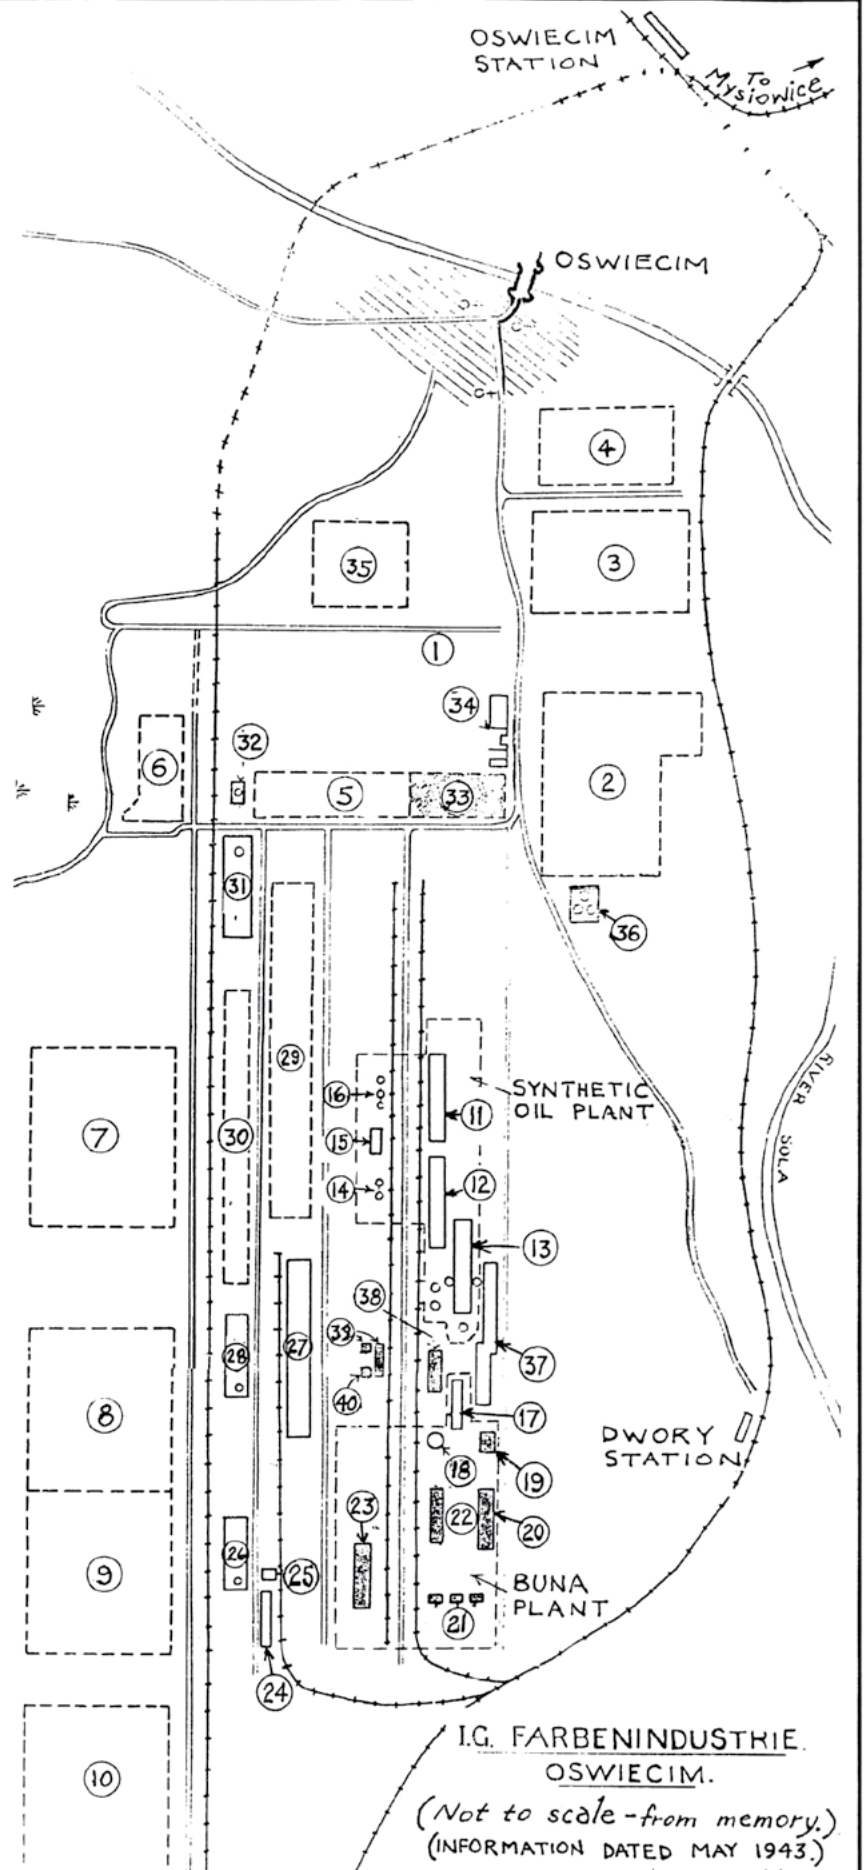 OSWIECIM
STATION
To
Mysiowice
OSWIECIM
4
3
35
1
34
32
6
5
33
2
31
36
29
SYNTHETIC
OIL PLANT
16
11
7
30
15
14
12
RIVER SOLA
13
38
39
27
28
37
40
8
17
DWORY
STATION
18
19
23
22
20
26
25
9
BUNA
PLANT
21
24
I.G. FARBENINDUSTRIE.
OSWIECIM.
10
(Not to scale - from memory.)
(INFORMATION DATED MAY 1943.)